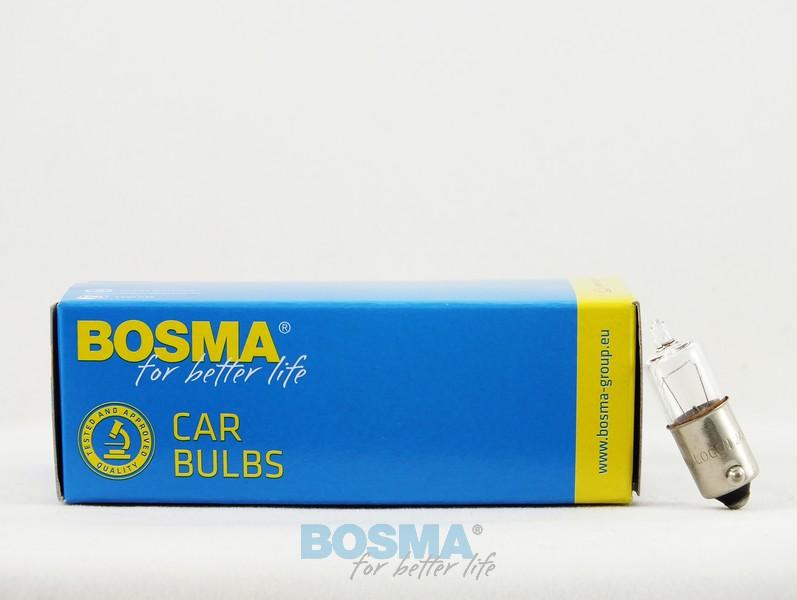 BOSMA®
for better life
TESTED AND APPROVED
QUALITY
CAR
BULBS
www.bosma-group.eu
BOSMA®
for better life